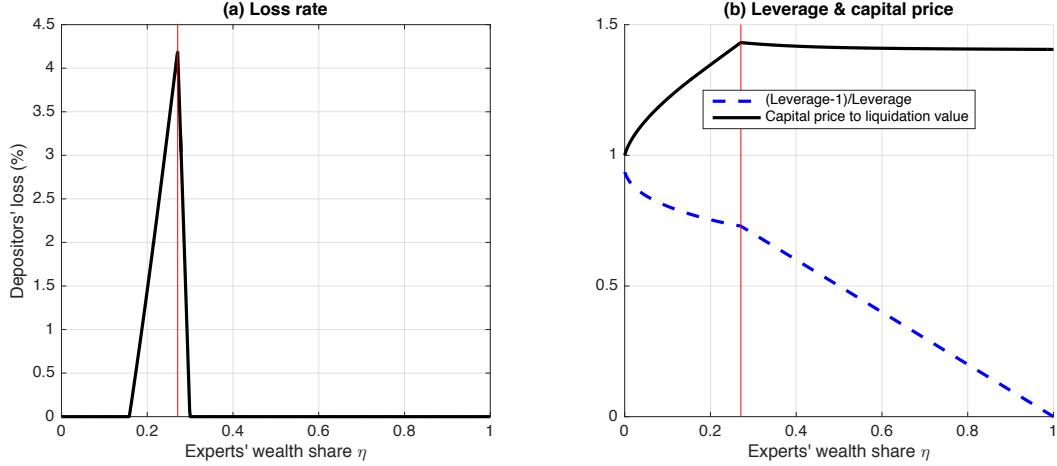 (a) Loss rate
4.5
4
3.5
3
2.5
2
1.5
1
0.5
0
Depositors' loss (%)
0 0.2 0.4 0.6 0.8 1
Experts' wealth share η
(b) Leverage & capital price
1.5
1
0.5
0
(Leverage-1)/Leverage
Capital price to liquidation value
0 0.2 0.4 0.6 0.8 1
Experts' wealth share η